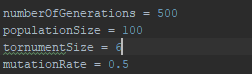 numberOfGenerations = 500
populationSize = 100
tornumentSize = 6
mutationRate = 0.5